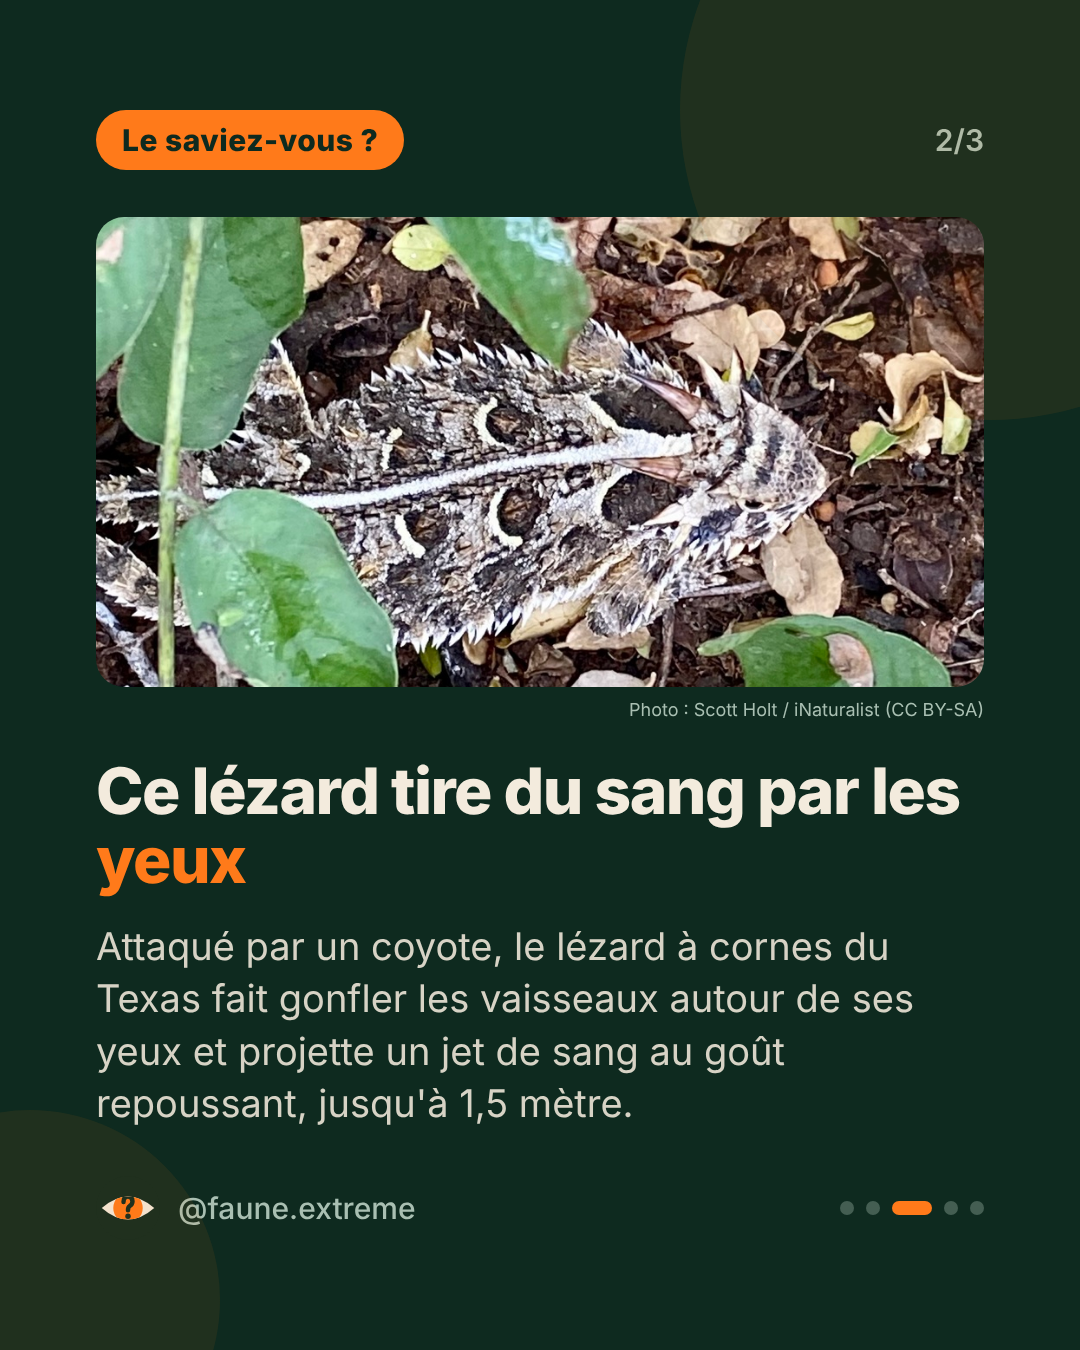 Le saviez-vous ?
2/3
Photo : Scott Holt / iNaturalist (CC BY-SA)
Ce lézard tire du sang par les
yeux
Attaqué par un coyote, le lézard à cornes du
Texas fait gonfler les vaisseaux autour de ses
yeux et projette un jet de sang au goût
repoussant, jusqu'à 1,5 mètre.
?
@faune.extreme